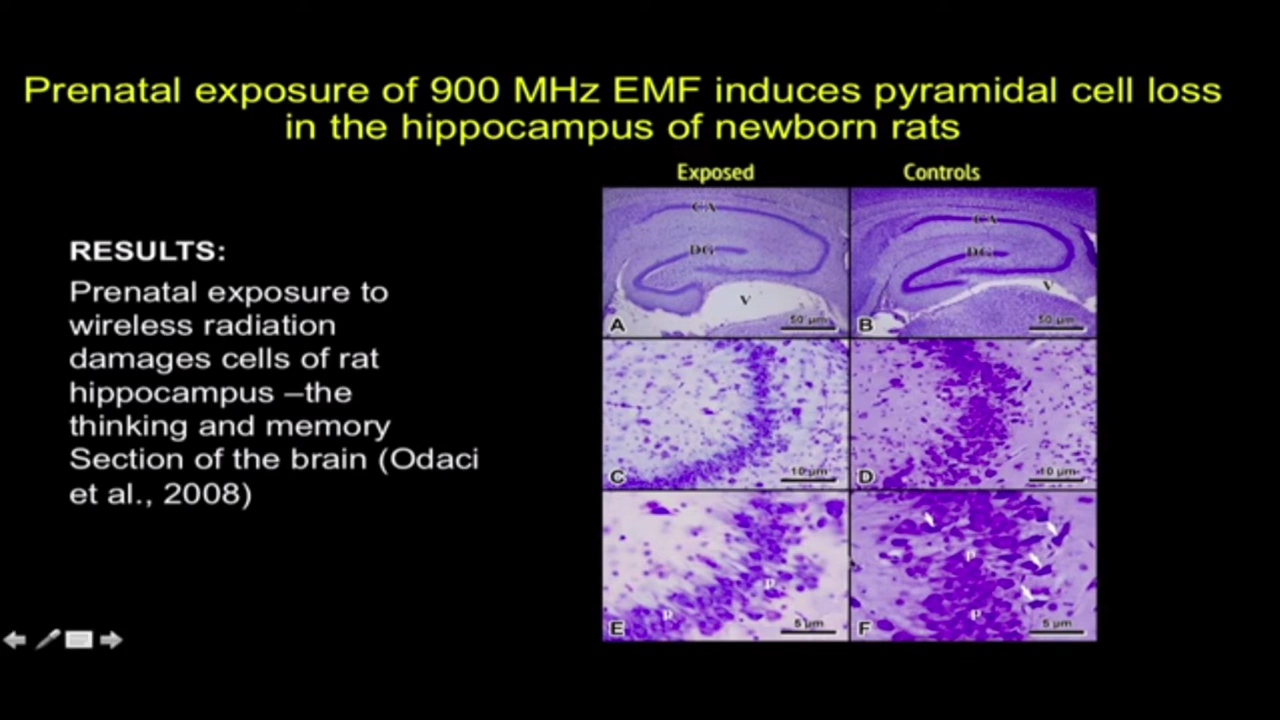 Prenatal exposure of 900 MHz EMF induces pyramidal cell loss
in the hippocampus of newborn rats
Exposed Controls
RESULTS:
Prenatal exposure to
wireless radiation
damages cells of rat
hippocampus –the
thinking and memory
Section of the brain (Odaci
et al., 2008)
CA
DG
V
A 50 µm
CA
DG
V
B 50 µm
C 10 µm
D 10 µm
p
p
E 5 µm
p
p
F 5 µm